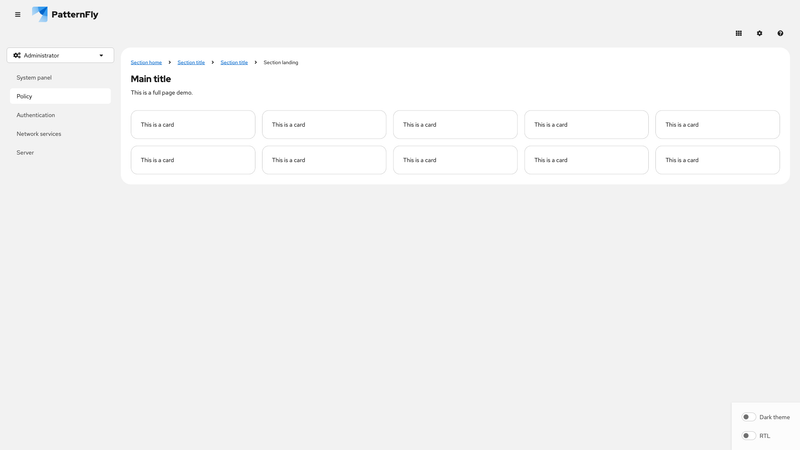 PatternFly
Administrator
System panel
Policy
Authentication
Network services
Server
Section home
Section title
Section title
Section landing
Main title
This is a full page demo.
This is a card
This is a card
This is a card
This is a card
This is a card
This is a card
This is a card
This is a card
This is a card
This is a card
Dark theme
RTL